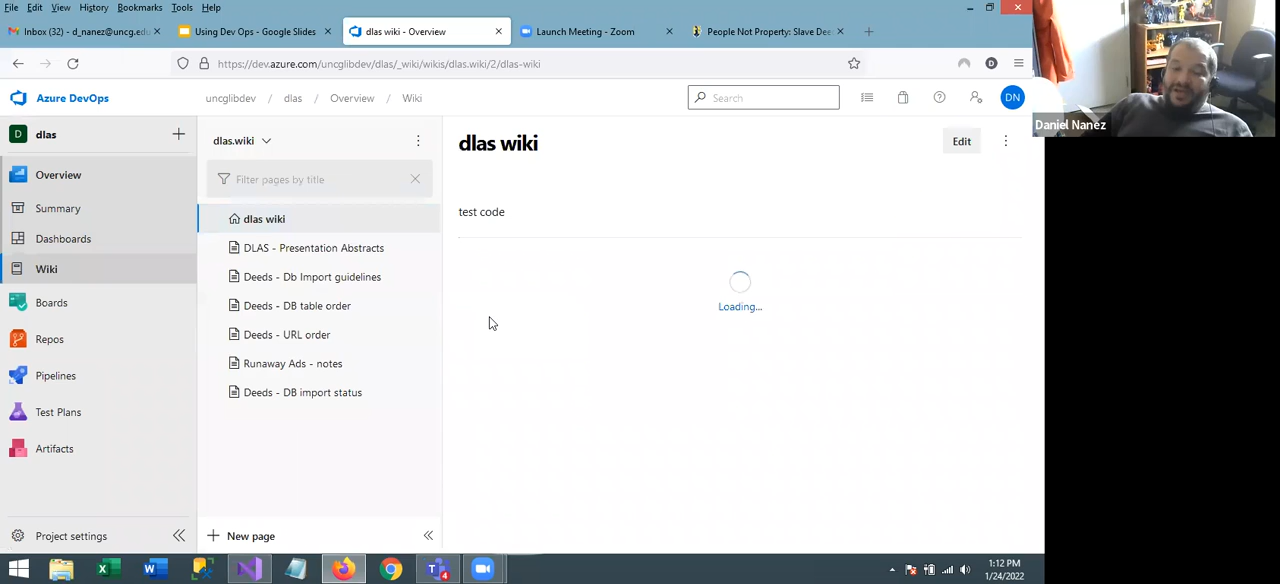 File Edit View History Bookmarks Tools Help
Inbox (32) - d_nanez@uncg.edu
Using Dev Ops - Google Slides
dlas wiki - Overview
Launch Meeting - Zoom
People Not Property: Slave Dee
https://dev.azure.com/uncglibdev/dlas/_wiki/wikis/dlas.wiki/2/dlas-wiki
D
Azure DevOps
uncglibdev / dlas / Overview / Wiki
Search
DN
Daniel Nanez
D dlas
Overview
Summary
Dashboards
Wiki
Boards
Repos
Pipelines
Test Plans
Artifacts
Project settings
dlas.wiki
Filter pages by title
dlas wiki
DLAS - Presentation Abstracts
Deeds - Db Import guidelines
Deeds - DB table order
Deeds - URL order
Runaway Ads - notes
Deeds - DB import status
New page
dlas wiki
Edit
test code
Loading...
4
1:12 PM
1/24/2022